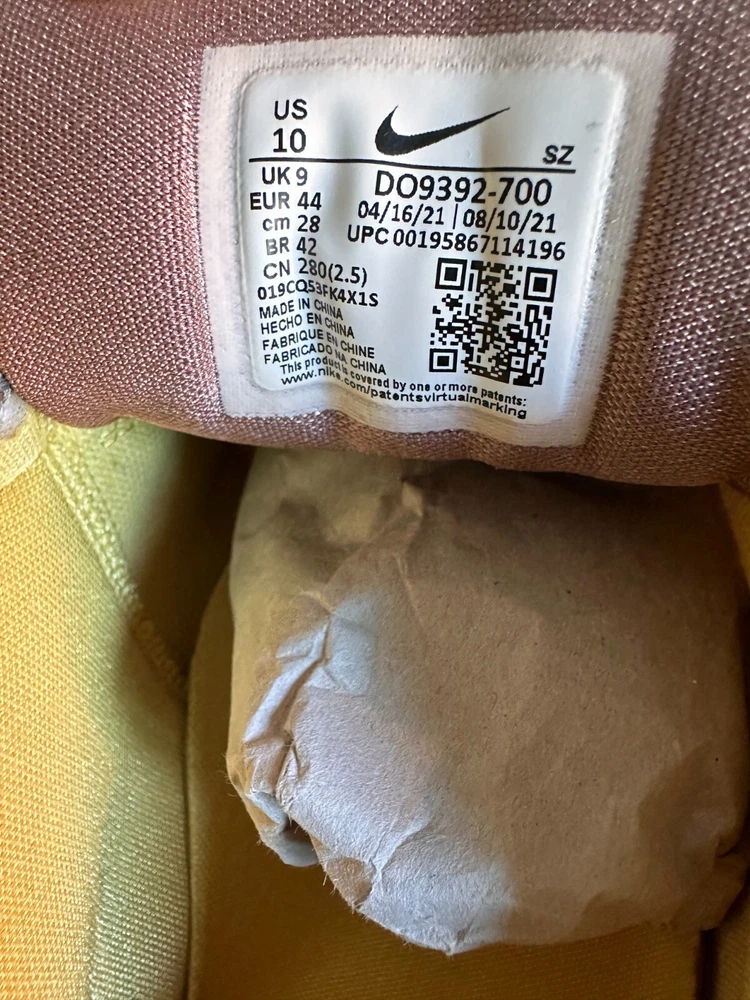 US
10
SZ
UK 9
EUR 44
cm 28
BR 42
CN 280(2.5)
DO9392-700
04/16/21 | 08/10/21
UPC 00195867114196
019CQ53FK4X1S
MADE IN CHINA
HECHO EN CHINA
FABRIQUE EN CHINE
FABRICADO NA CHINA
This product is covered by one or more patents:
www.nike.com/patentsvirtualmarking